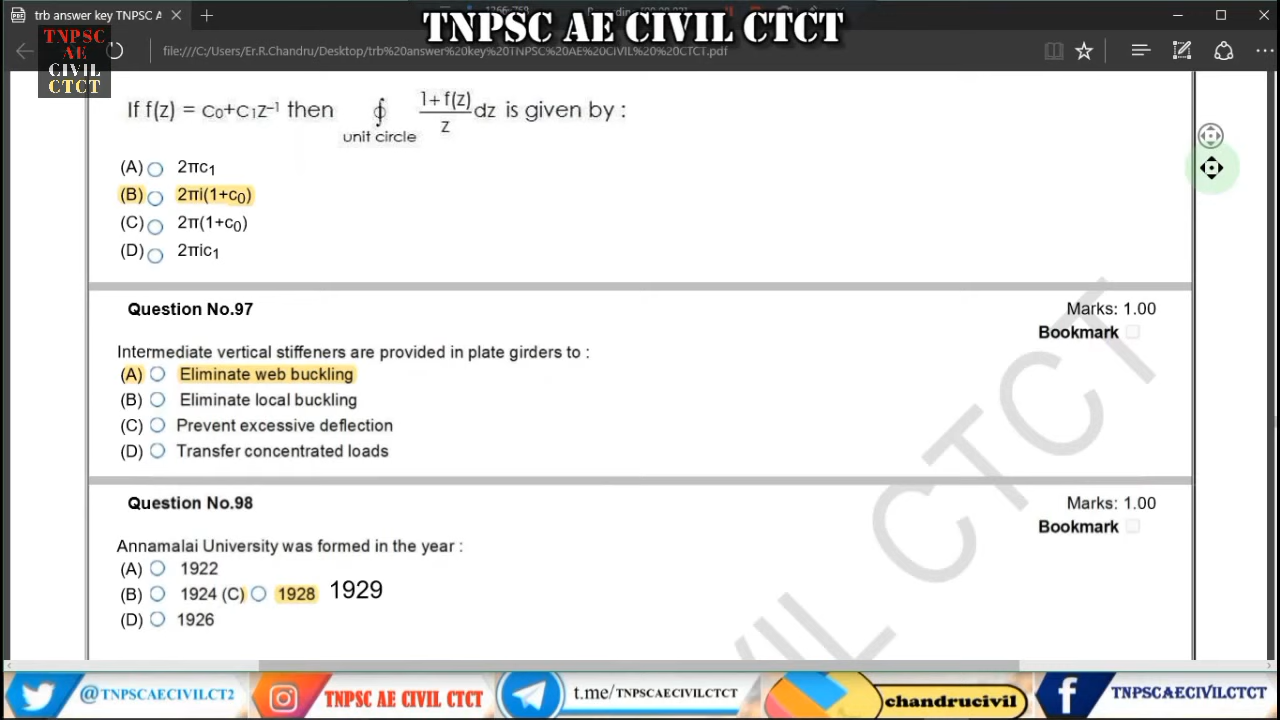 trb answer key TNPSC A
TNPSC AE CIVIL CTCT
TNPSC
AE
CIVIL
CTCT
file:///C:/Users/Er.R.Chandru/Desktop/trb%20answer%20key%20TNPSC%20AE%20CIVIL%20%20CTCT.pdf
If f(z) = c₀+c₁z⁻¹ then ∮ 1+f(z)/z dz is given by :
unit circle
(A) 2πc₁
(B) 2πi(1+c₀)
(C) 2π(1+c₀)
(D) 2πic₁
Question No.97 Marks: 1.00
Bookmark
Intermediate vertical stiffeners are provided in plate girders to :
(A) Eliminate web buckling
(B) Eliminate local buckling
(C) Prevent excessive deflection
(D) Transfer concentrated loads
Question No.98 Marks: 1.00
Bookmark
Annamalai University was formed in the year :
(A) 1922
(B) 1924 (C) 1928 1929
(D) 1926
VIL CTCT
@TNPSCAECIVILCT2 TNPSC AE CIVIL CTCT t.me/TNPSCAECIVILCTCT chandrucivil TNPSCAECIVILCTCT